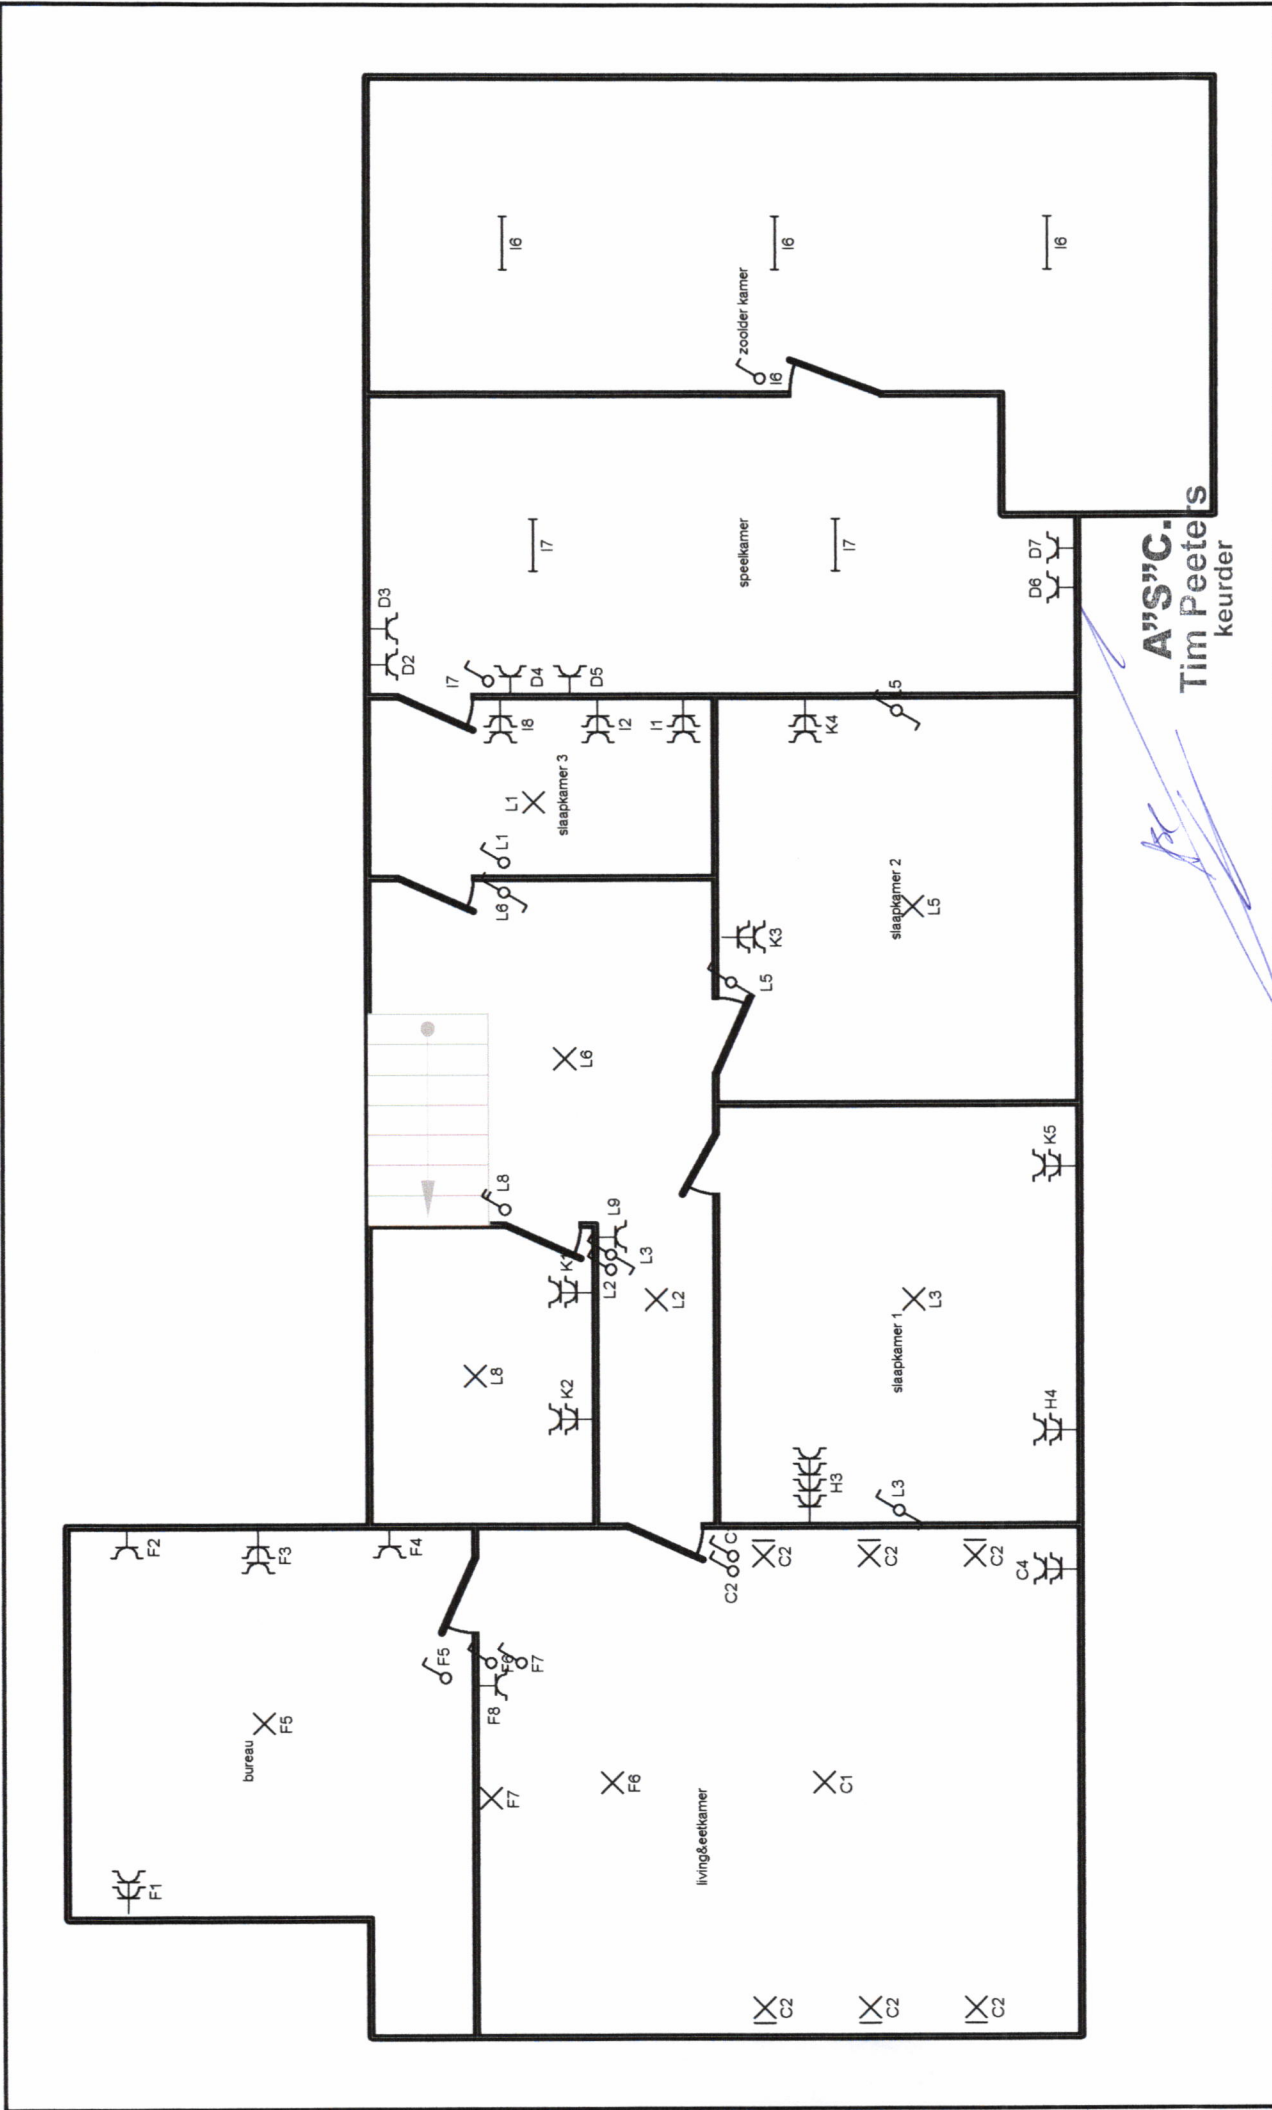 F1
F2
F3
F4
bureau
F5
F5
F7
F8
F6
F7
F6
C1
living&eetkamer
C2
C2
C2
C2
C
C2
C2
C2
C4
K2
K1
L8
L8
L2
L9
L3
L2
L6
L6
H3
L3
slaapkamer 1
L3
H4
K5
L5
K3
slaapkamer 2
L5
K4
L5
L1
L1
slaapkamer 3
I8
I2
I1
D2
D3
I7
D4
D5
I7
speelkamer
I7
D6
D7
I6
zoolder kamer
I6
I6
I6
A"S"C.
Tim Peeters
keurder